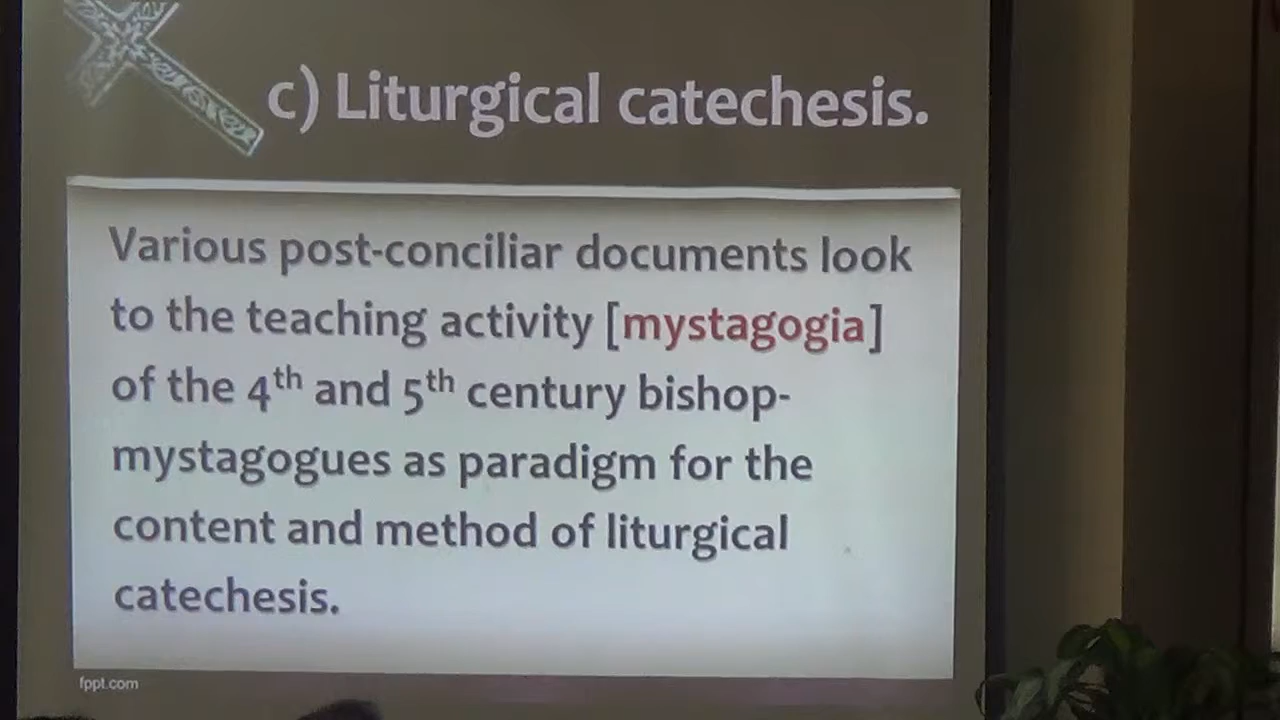 c) Liturgical catechesis.
Various post-conciliar documents look
to the teaching activity [mystagogia]
of the 4th and 5th century bishop-
mystagogues as paradigm for the
content and method of liturgical
catechesis.
fppt.com